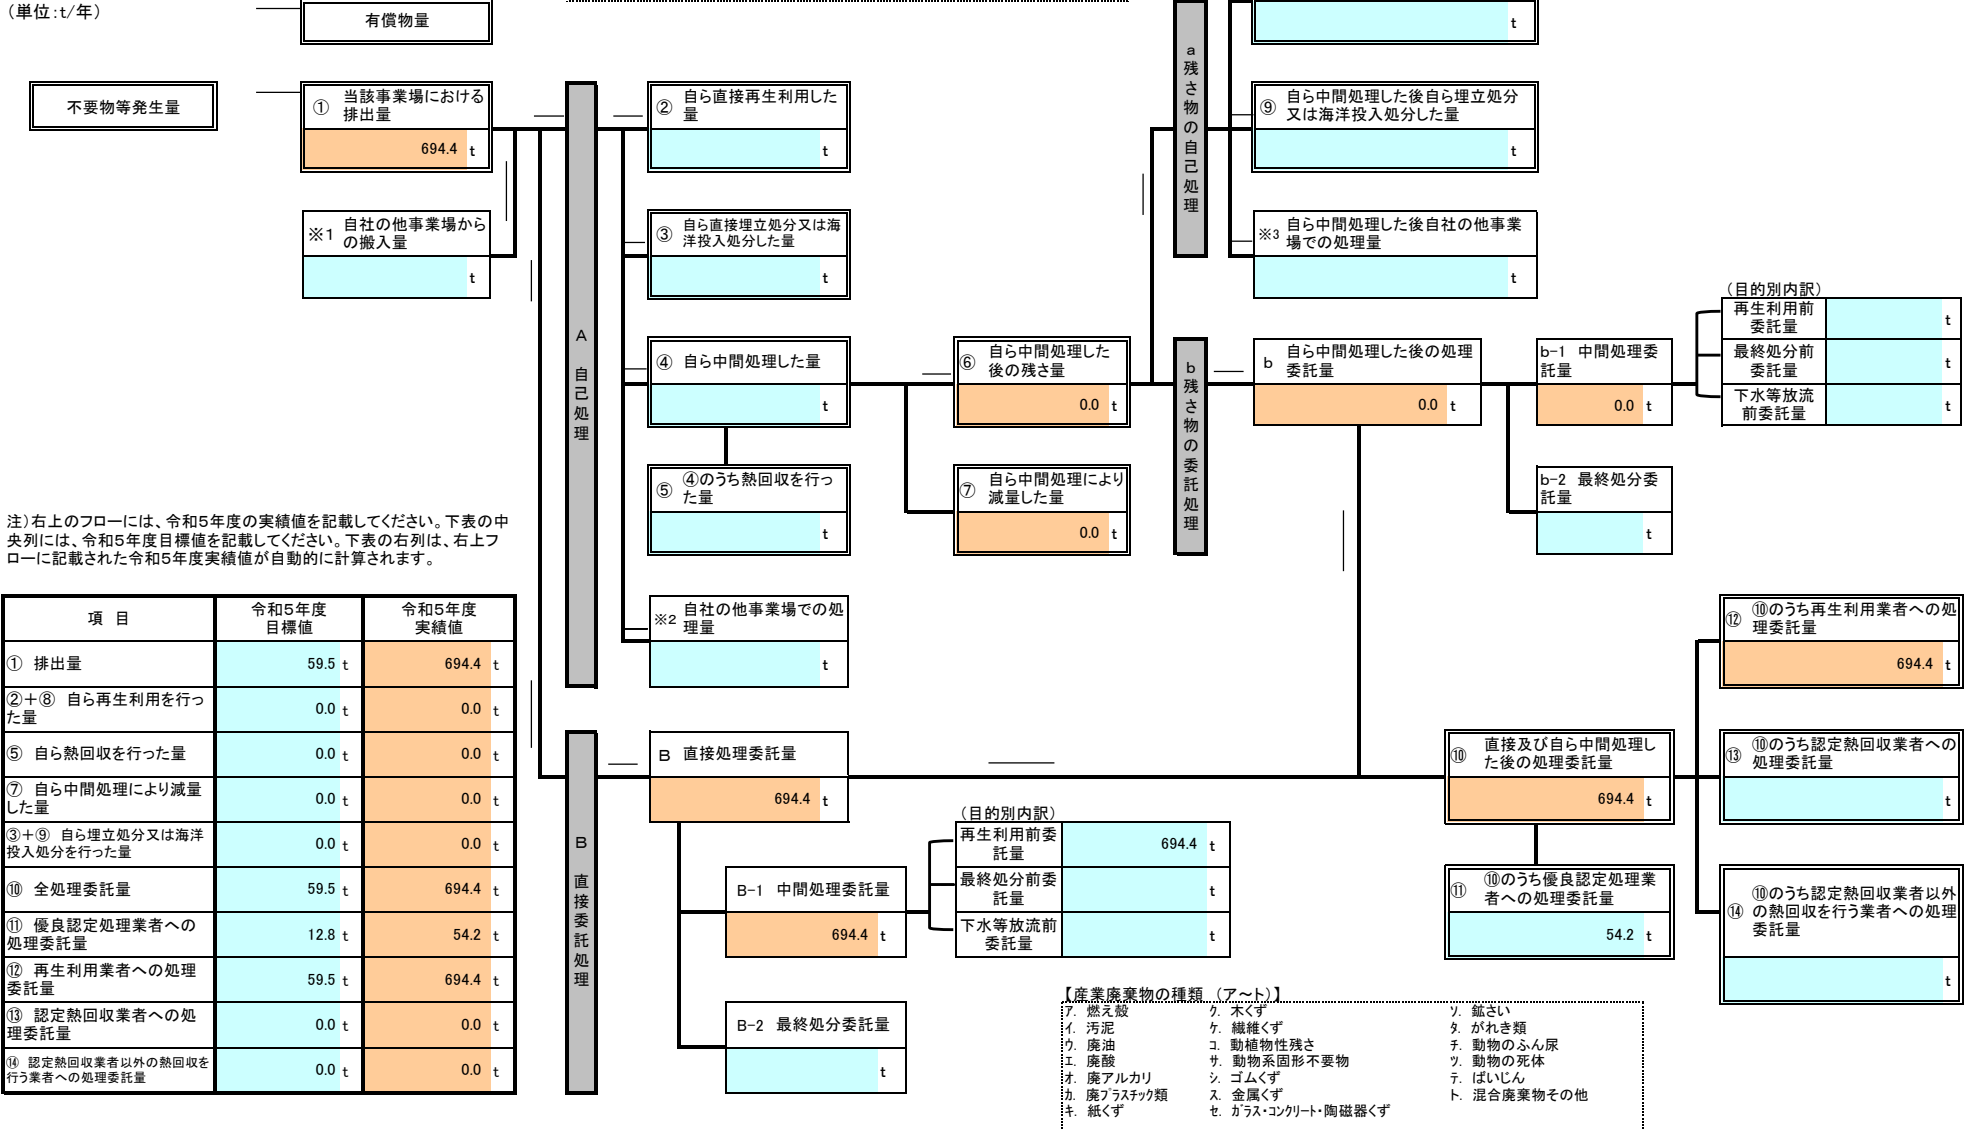 （単位：t/年）
有償物量
t
不要物等発生量
① 当該事業場における
排出量
694.4 t
※1 自社の他事業場から
の搬入量
t
A
自
己
処
理
② 自ら直接再生利用した
量
t
③ 自ら直接埋立処分又は海
洋投入処分した量
t
④ 自ら中間処理した量
t
⑤ ④のうち熱回収を行っ
た量
t
※2 自社の他事業場での処
理量
t
⑥ 自ら中間処理した
後の残さ量
0.0 t
⑦ 自ら中間処理により
減量した量
0.0 t
a
残
さ
物
の
自
己
処
理
⑨ 自ら中間処理した後自ら埋立処分
又は海洋投入処分した量
t
※3 自ら中間処理した後自社の他事業
場での処理量
t
b
残
さ
物
の
委
託
処
理
b 自ら中間処理した後の処理
委託量
0.0 t
b-1 中間処理委
託量
0.0 t
b-2 最終処分委
託量
t
（目的別内訳）
再生利用前
委託量
t
最終処分前
委託量
t
下水等放流
前委託量
t
注）右上のフローには、令和5年度の実績値を記載してください。下表の中
央列には、令和5年度目標値を記載してください。下表の右列は、右上フ
ローに記載された令和5年度実績値が自動的に計算されます。
項 目 令和5年度
目標値 令和5年度
実績値
① 排出量 59.5 t 694.4 t
②＋⑧ 自ら再生利用を行っ
た量 0.0 t 0.0 t
⑤ 自ら熱回収を行った量 0.0 t 0.0 t
⑦ 自ら中間処理により減量
した量 0.0 t 0.0 t
③＋⑨ 自ら埋立処分又は海洋
投入処分を行った量 0.0 t 0.0 t
⑩ 全処理委託量 59.5 t 694.4 t
⑪ 優良認定処理業者への
処理委託量 12.8 t 54.2 t
⑫ 再生利用業者への処理
委託量 59.5 t 694.4 t
⑬ 認定熱回収業者への処
理委託量 0.0 t 0.0 t
⑭ 認定熱回収業者以外の熱回収を
行う業者への処理委託量 0.0 t 0.0 t
B
直
接
委
託
処
理
B 直接処理委託量
694.4 t
B-1 中間処理委託量
694.4 t
B-2 最終処分委託量
t
（目的別内訳）
再生利用前委
託量
694.4 t
最終処分前委
託量
t
下水等放流前
委託量
t
⑩ 直接及び自ら中間処理し
た後の処理委託量
694.4 t
⑪ ⑩のうち優良認定処理業
者への処理委託量
54.2 t
⑫ ⑩のうち再生利用業者への処
理委託量
694.4 t
⑬ ⑩のうち認定熱回収業者への
処理委託量
t
⑭ ⑩のうち認定熱回収業者以外
の熱回収を行う業者への処理
委託量
t
【産業廃棄物の種類 （ア～ト）】
ア. 燃え殻 ク. 木くず ソ. 鉱さい
イ. 汚泥 ケ. 繊維くず タ. がれき類
ウ. 廃油 コ. 動植物性残さ チ. 動物のふん尿
エ. 廃酸 サ. 動物系固形不要物 ツ. 動物の死体
オ. 廃アルカリ シ. ゴムくず テ. ばいじん
カ. 廃プラスチック類 ス. 金属くず ト. 混合廃棄物その他
キ. 紙くず セ. ガラス・コンクリート・陶磁器くず